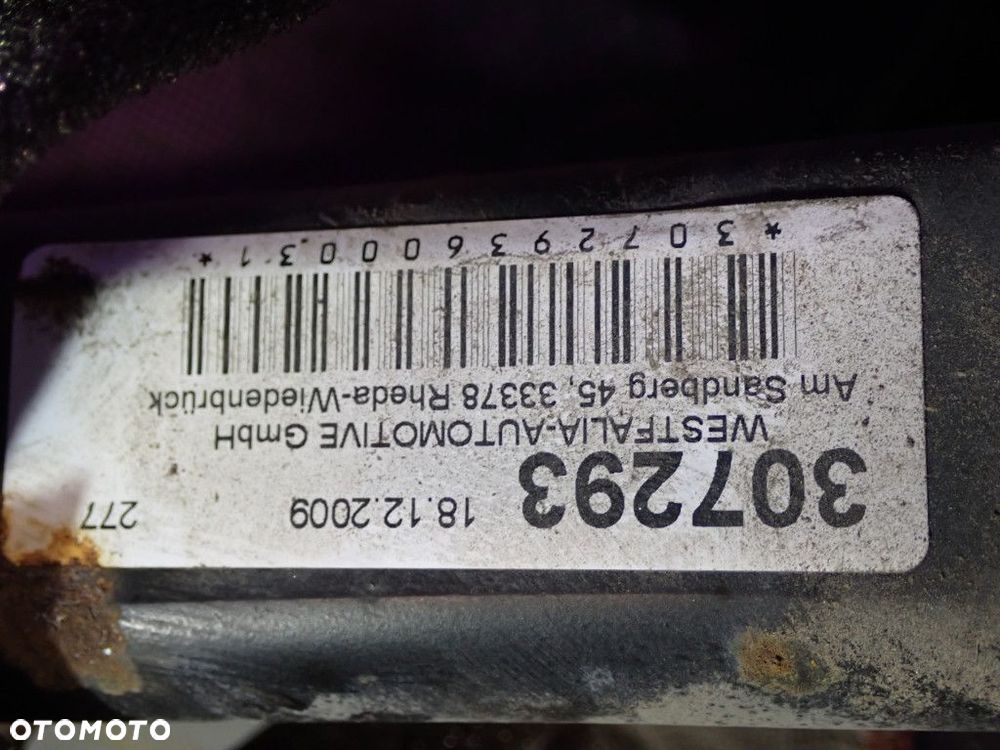 307293 18.12.2009 277
WESTFALIA-AUTOMOTIVE GmbH
Am Sandberg 45, 33378 Rheda-Wiedenbrück
*307293600031*
OTOMOTO